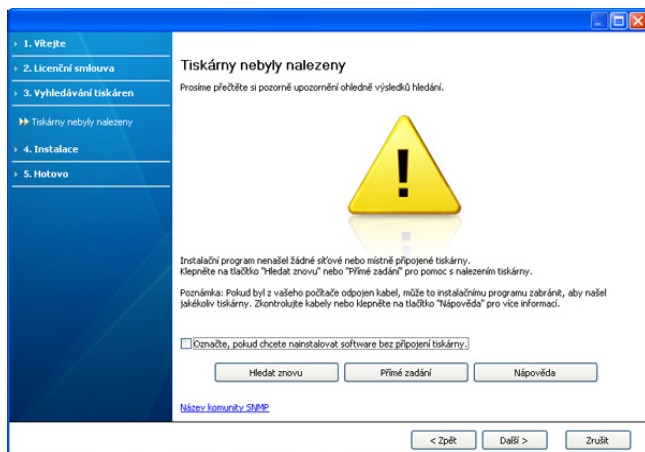 1. Vítejte
2. Licenční smlouva
3. Vyhledávání tiskáren
Tiskárny nebyly nalezeny
4. Instalace
5. Hotovo
Tiskárny nebyly nalezeny
Prosíme přečtěte si pozorně upozornění ohledně výsledků hledání.
Instalační program nenašel žádné síťové nebo místně připojené tiskárny.
Klepněte na tlačítko "Hledat znovu" nebo "Přímé zadání" pro pomoc s nalezením tiskárny.
Poznámka: Pokud byl z vašeho počítače odpojen kabel, může to instalačnímu programu zabránit, aby našel
jakékoliv tiskárny. Zkontrolujte kabely nebo klepněte na tlačítko "Nápověda" pro více informací.
Označte, pokud chcete nainstalovat software bez připojení tiskárny.
Hledat znovu Přímé zadání Nápověda
Název komunity SNMP
< Zpět Další > Zrušit